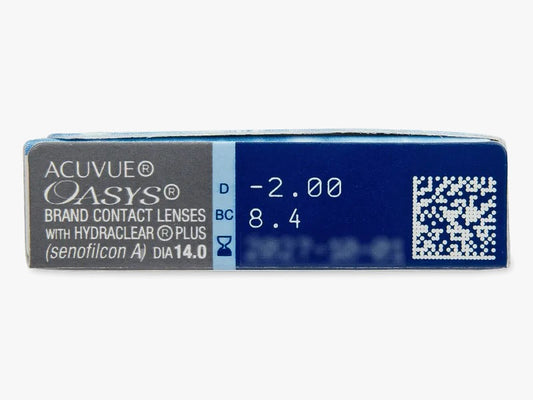 ACUVUE®
OASYS®
BRAND CONTACT LENSES
WITH HYDRACLEAR® PLUS
(senofilcon A) DIA 14.0
D -2.00
BC 8.4